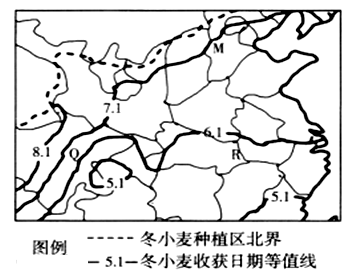 M
7.1
6.1
8.1
Q
R
5.1
5.1
图例 ----- 冬小麦种植区北界
—5.1— 冬小麦收获日期等值线